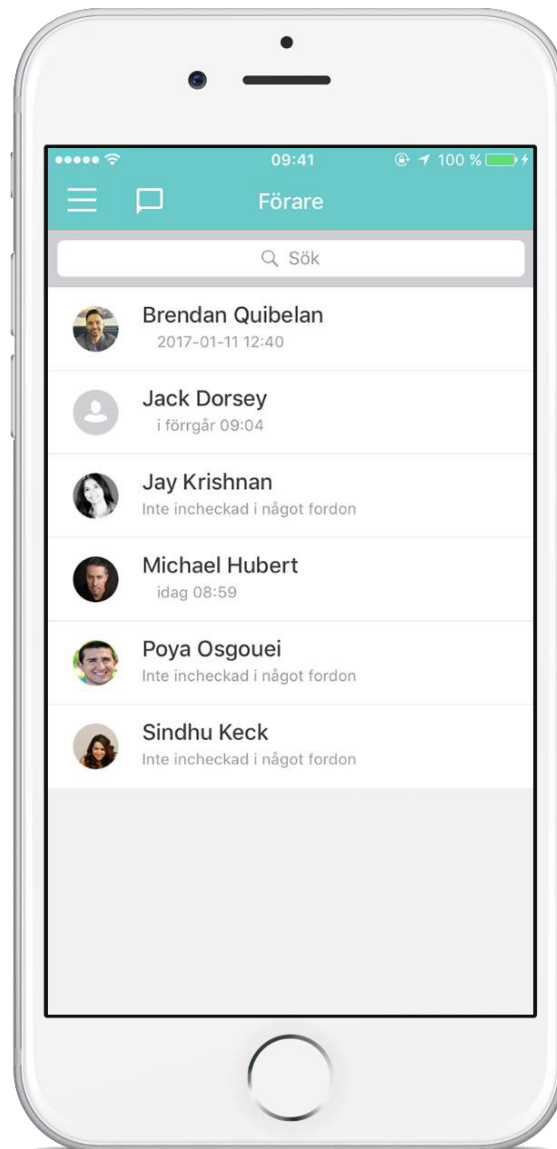 09:41
100 %
Förare
Sök
Brendan Quibelan
2017-01-11 12:40
Jack Dorsey
i förrgår 09:04
Jay Krishnan
Inte incheckad i något fordon
Michael Hubert
idag 08:59
Poya Osgouei
Inte incheckad i något fordon
Sindhu Keck
Inte incheckad i något fordon